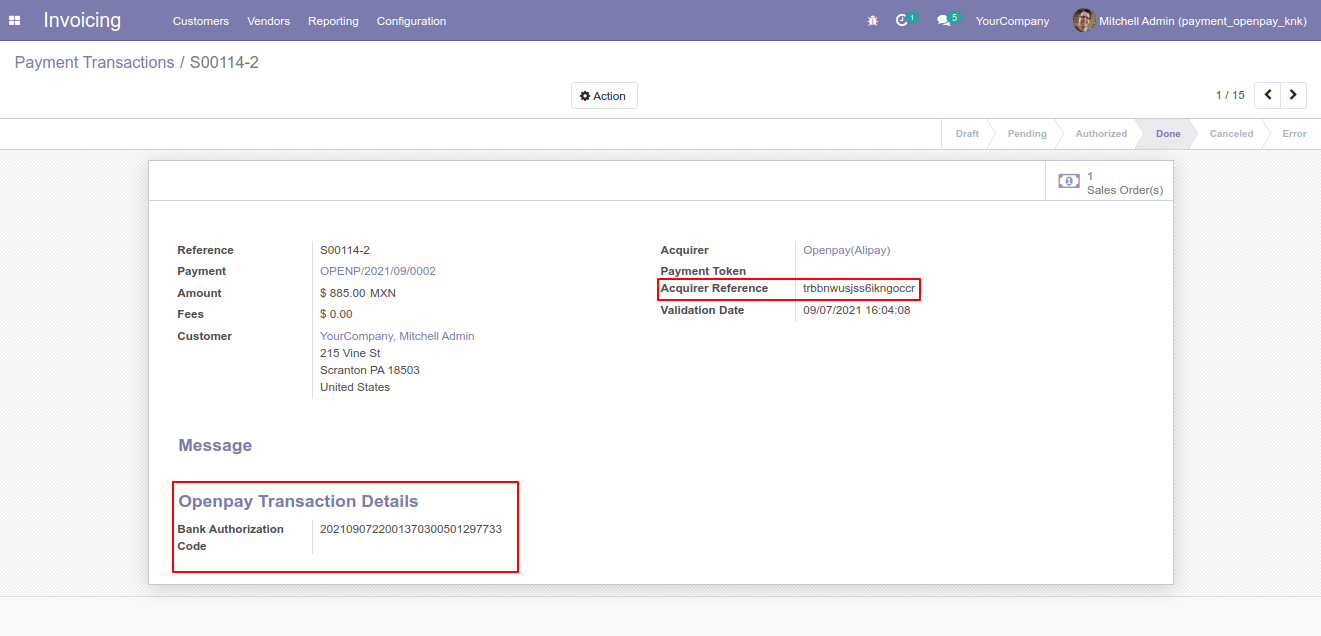 Invoicing Customers Vendors Reporting Configuration 1 5 YourCompany Mitchell Admin (payment_openpay_knk)
Payment Transactions / S00114-2
Action 1 / 15
Draft Pending Authorized Done Canceled Error
1
Sales Order(s)
Reference S00114-2
Payment OPENP/2021/09/0002
Amount $ 885.00 MXN
Fees $ 0.00
Customer YourCompany, Mitchell Admin
215 Vine St
Scranton PA 18503
United States
Acquirer Openpay(Alipay)
Payment Token
Acquirer Reference trbbnwusjss6ikngoccr
Validation Date 09/07/2021 16:04:08
Message
Openpay Transaction Details
Bank Authorization 2021090722001370300501297733
Code